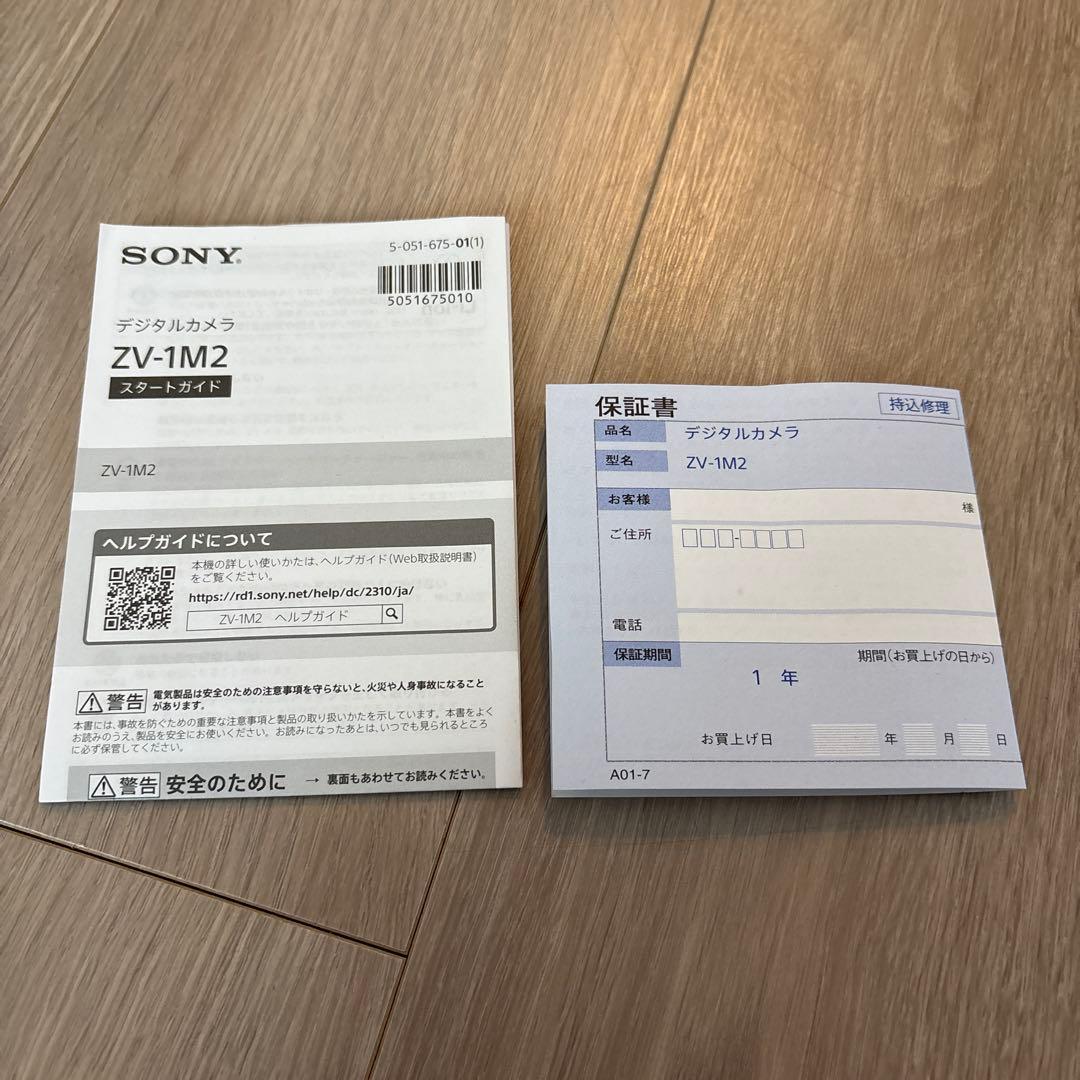 SONY®
5-051-675-01(1)
5051675010
デジタルカメラ
ZV-1M2
スタートガイド
ZV-1M2
ヘルプガイドについて
本機の詳しい使いかたは、ヘルプガイド(Web取扱説明書)
をご覧ください。
https://rd1.sony.net/help/dc/2310/ja/
ZV-1M2 ヘルプガイド
警告
電気製品は安全のための注意事項を守らないと、火災や人身事故になること
があります。
本書には、事故を防ぐための重要な注意事項と製品の取り扱いかたを示しています。本書をよく
お読みのうえ、製品を安全にお使いください。お読みになったあとは、いつでも見られるところ
に必ず保管してください。
警告 安全のために → 裏面もあわせてお読みください。
保証書
持込修理
品名 デジタルカメラ
型名 ZV-1M2
お客様 様
ご住所
電話
保証期間 期間(お買上げの日から)
1 年
お買上げ日 年 月 日
A01-7